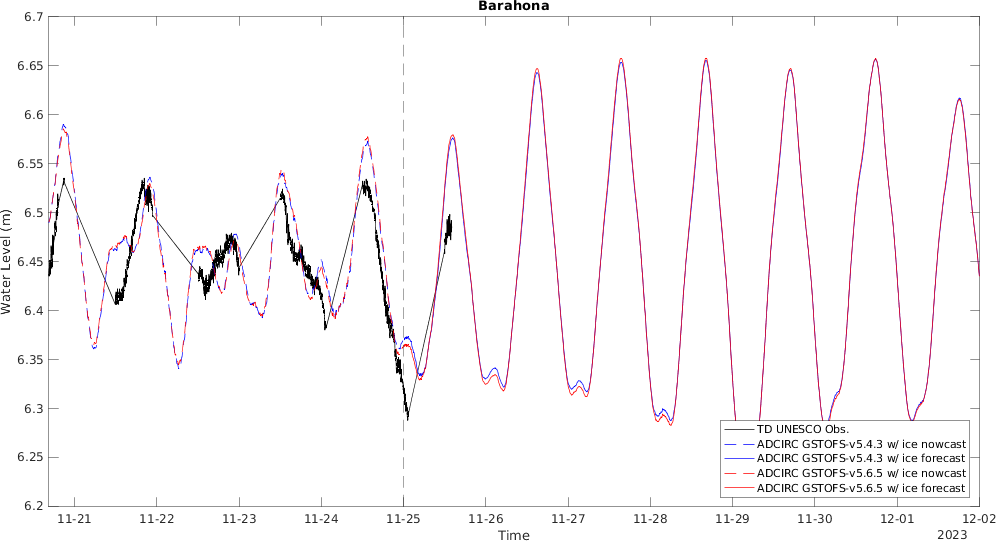 Barahona
6.7
6.65
6.6
6.55
6.5
6.45
6.4
6.35
6.3
6.25
6.2
Water Level (m)
TD UNESCO Obs.
ADCIRC GSTOFS-v5.4.3 w/ ice nowcast
ADCIRC GSTOFS-v5.4.3 w/ ice forecast
ADCIRC GSTOFS-v5.6.5 w/ ice nowcast
ADCIRC GSTOFS-v5.6.5 w/ ice forecast
11-21 11-22 11-23 11-24 11-25 11-26 11-27 11-28 11-29 11-30 12-01 12-02
Time
2023